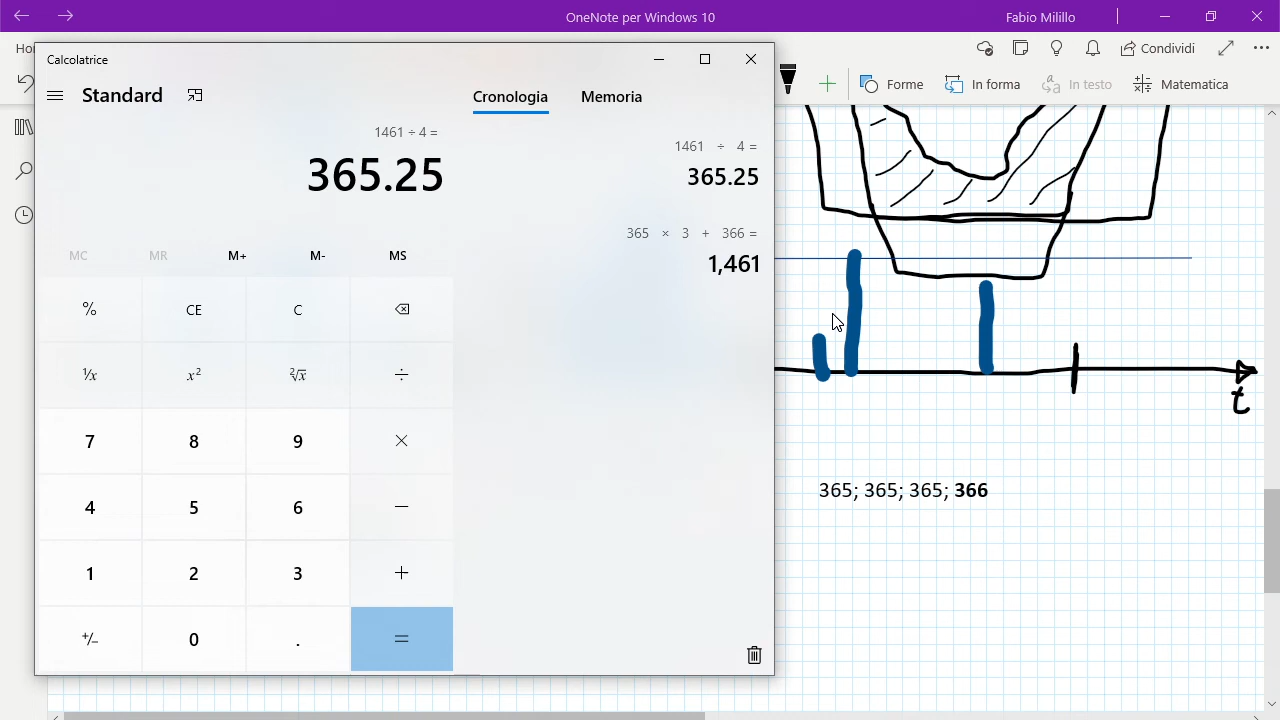 OneNote per Windows 10
Fabio Milillo
Condividi
Forme
In forma
In testo
Matematica
Calcolatrice
Standard
Cronologia
Memoria
1461 ÷ 4 =
365.25
1461 ÷ 4 =
365.25
365 × 3 + 366 =
1,461
MC MR M+ M- MS
% CE C
¹/x x² ²√x ÷
7 8 9 ×
4 5 6 −
1 2 3 +
+/− 0 . =
t
365; 365; 365; 366